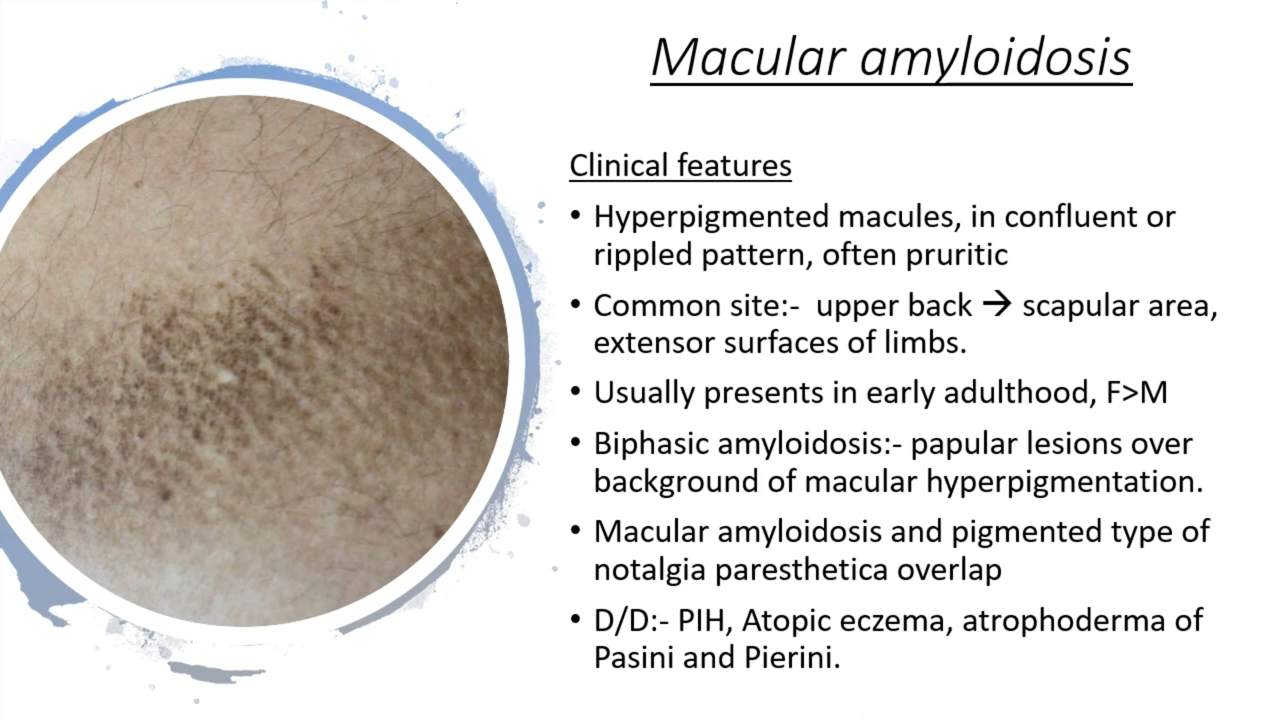 Macular amyloidosis
Clinical features
• Hyperpigmented macules, in confluent or
rippled pattern, often pruritic
• Common site:- upper back → scapular area,
extensor surfaces of limbs.
• Usually presents in early adulthood, F>M
• Biphasic amyloidosis:- papular lesions over
background of macular hyperpigmentation.
• Macular amyloidosis and pigmented type of
notalgia paresthetica overlap
• D/D:- PIH, Atopic eczema, atrophoderma of
Pasini and Pierini.